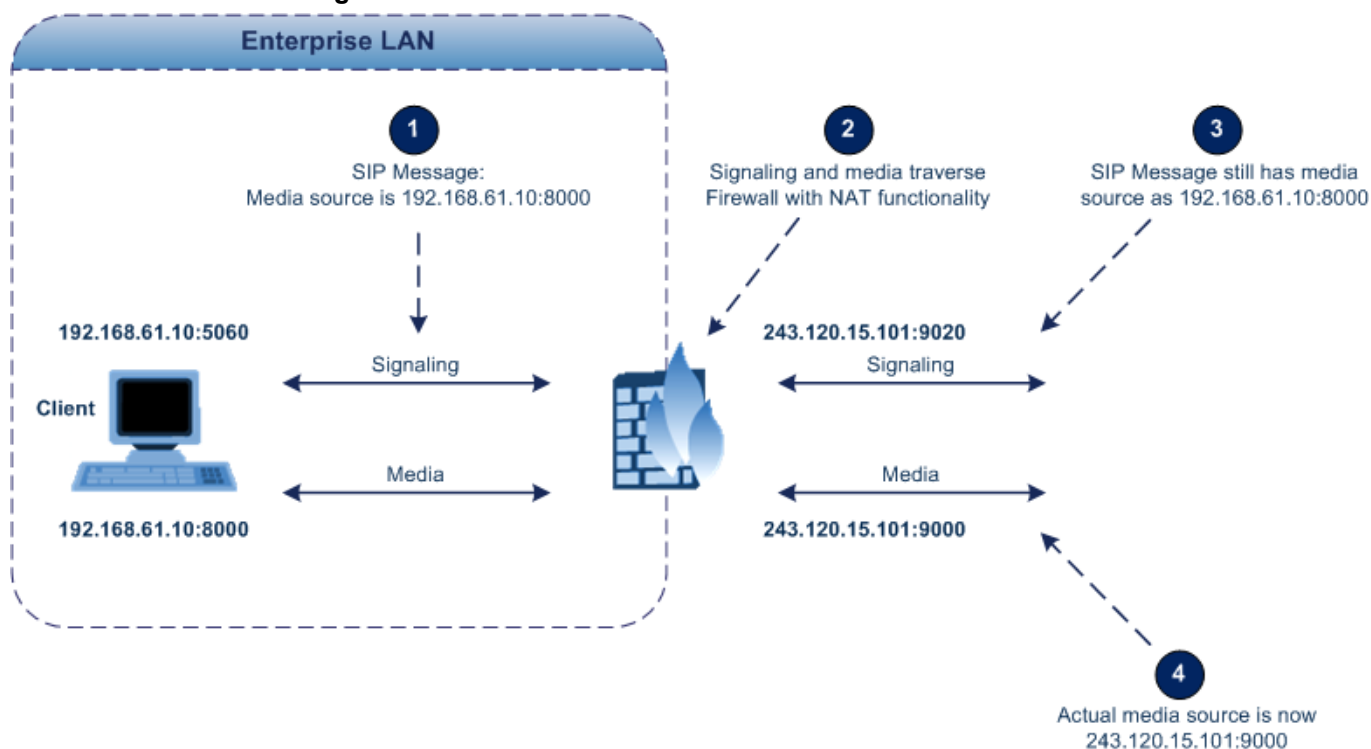 Enterprise LAN
1
SIP Message:
Media source is 192.168.61.10:8000
2
Signaling and media traverse
Firewall with NAT functionality
3
SIP Message still has media
source as 192.168.61.10:8000
192.168.61.10:5060
Signaling
243.120.15.101:9020
Signaling
Client
Media
192.168.61.10:8000
Media
243.120.15.101:9000
4
Actual media source is now
243.120.15.101:9000